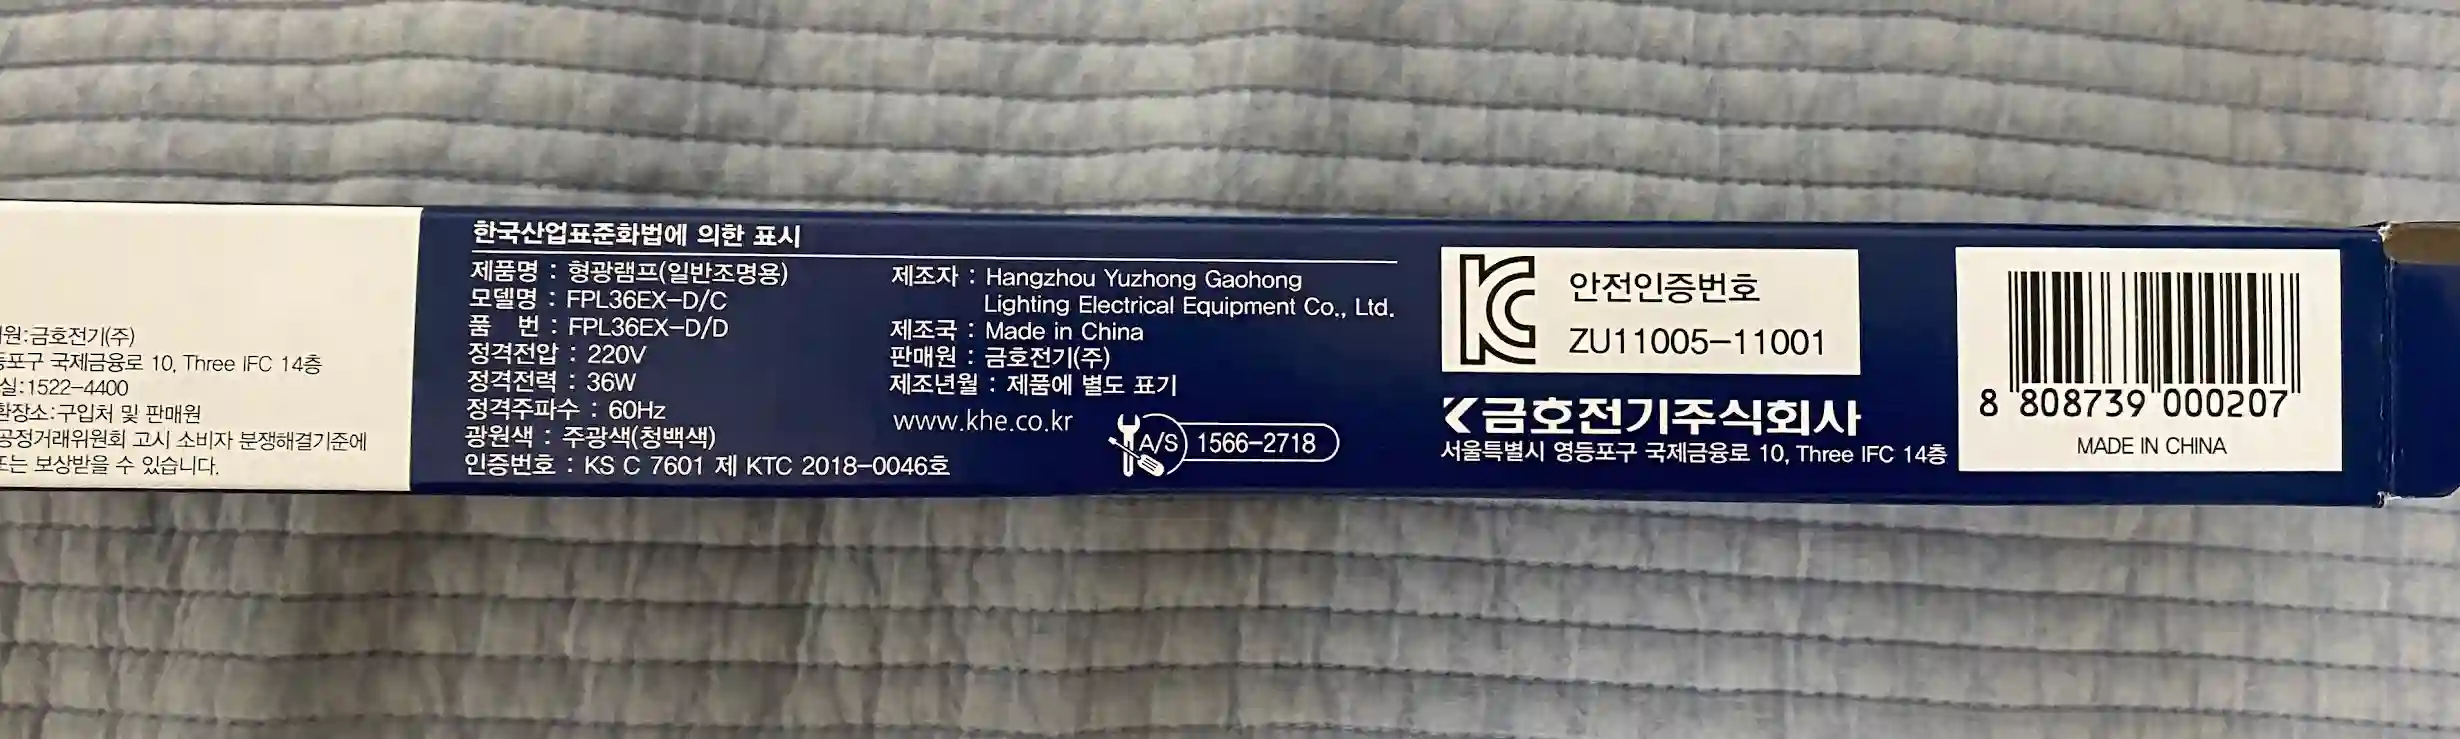 원:금호전기(주)
등포구 국제금융로 10, Three IFC 14층
실:1522-4400
환장소:구입처 및 판매원
공정거래위원회 고시 소비자 분쟁해결기준에
또는 보상받을 수 있습니다.
한국산업표준화법에 의한 표시
제품명 : 형광램프(일반조명용)
모델명 : FPL36EX-D/C
품 번 : FPL36EX-D/D
정격전압 : 220V
정격전력 : 36W
정격주파수 : 60Hz
광원색 : 주광색(청백색)
인증번호 : KS C 7601 제 KTC 2018-0046호
제조자 : Hangzhou Yuzhong Gaohong
Lighting Electrical Equipment Co., Ltd.
제조국 : Made in China
판매원 : 금호전기(주)
제조년월 : 제품에 별도 표기
www.khe.co.kr
A/S 1566-2718
안전인증번호
ZU11005-11001
금호전기주식회사
서울특별시 영등포구 국제금융로 10, Three IFC 14층
8 808739 000207
MADE IN CHINA